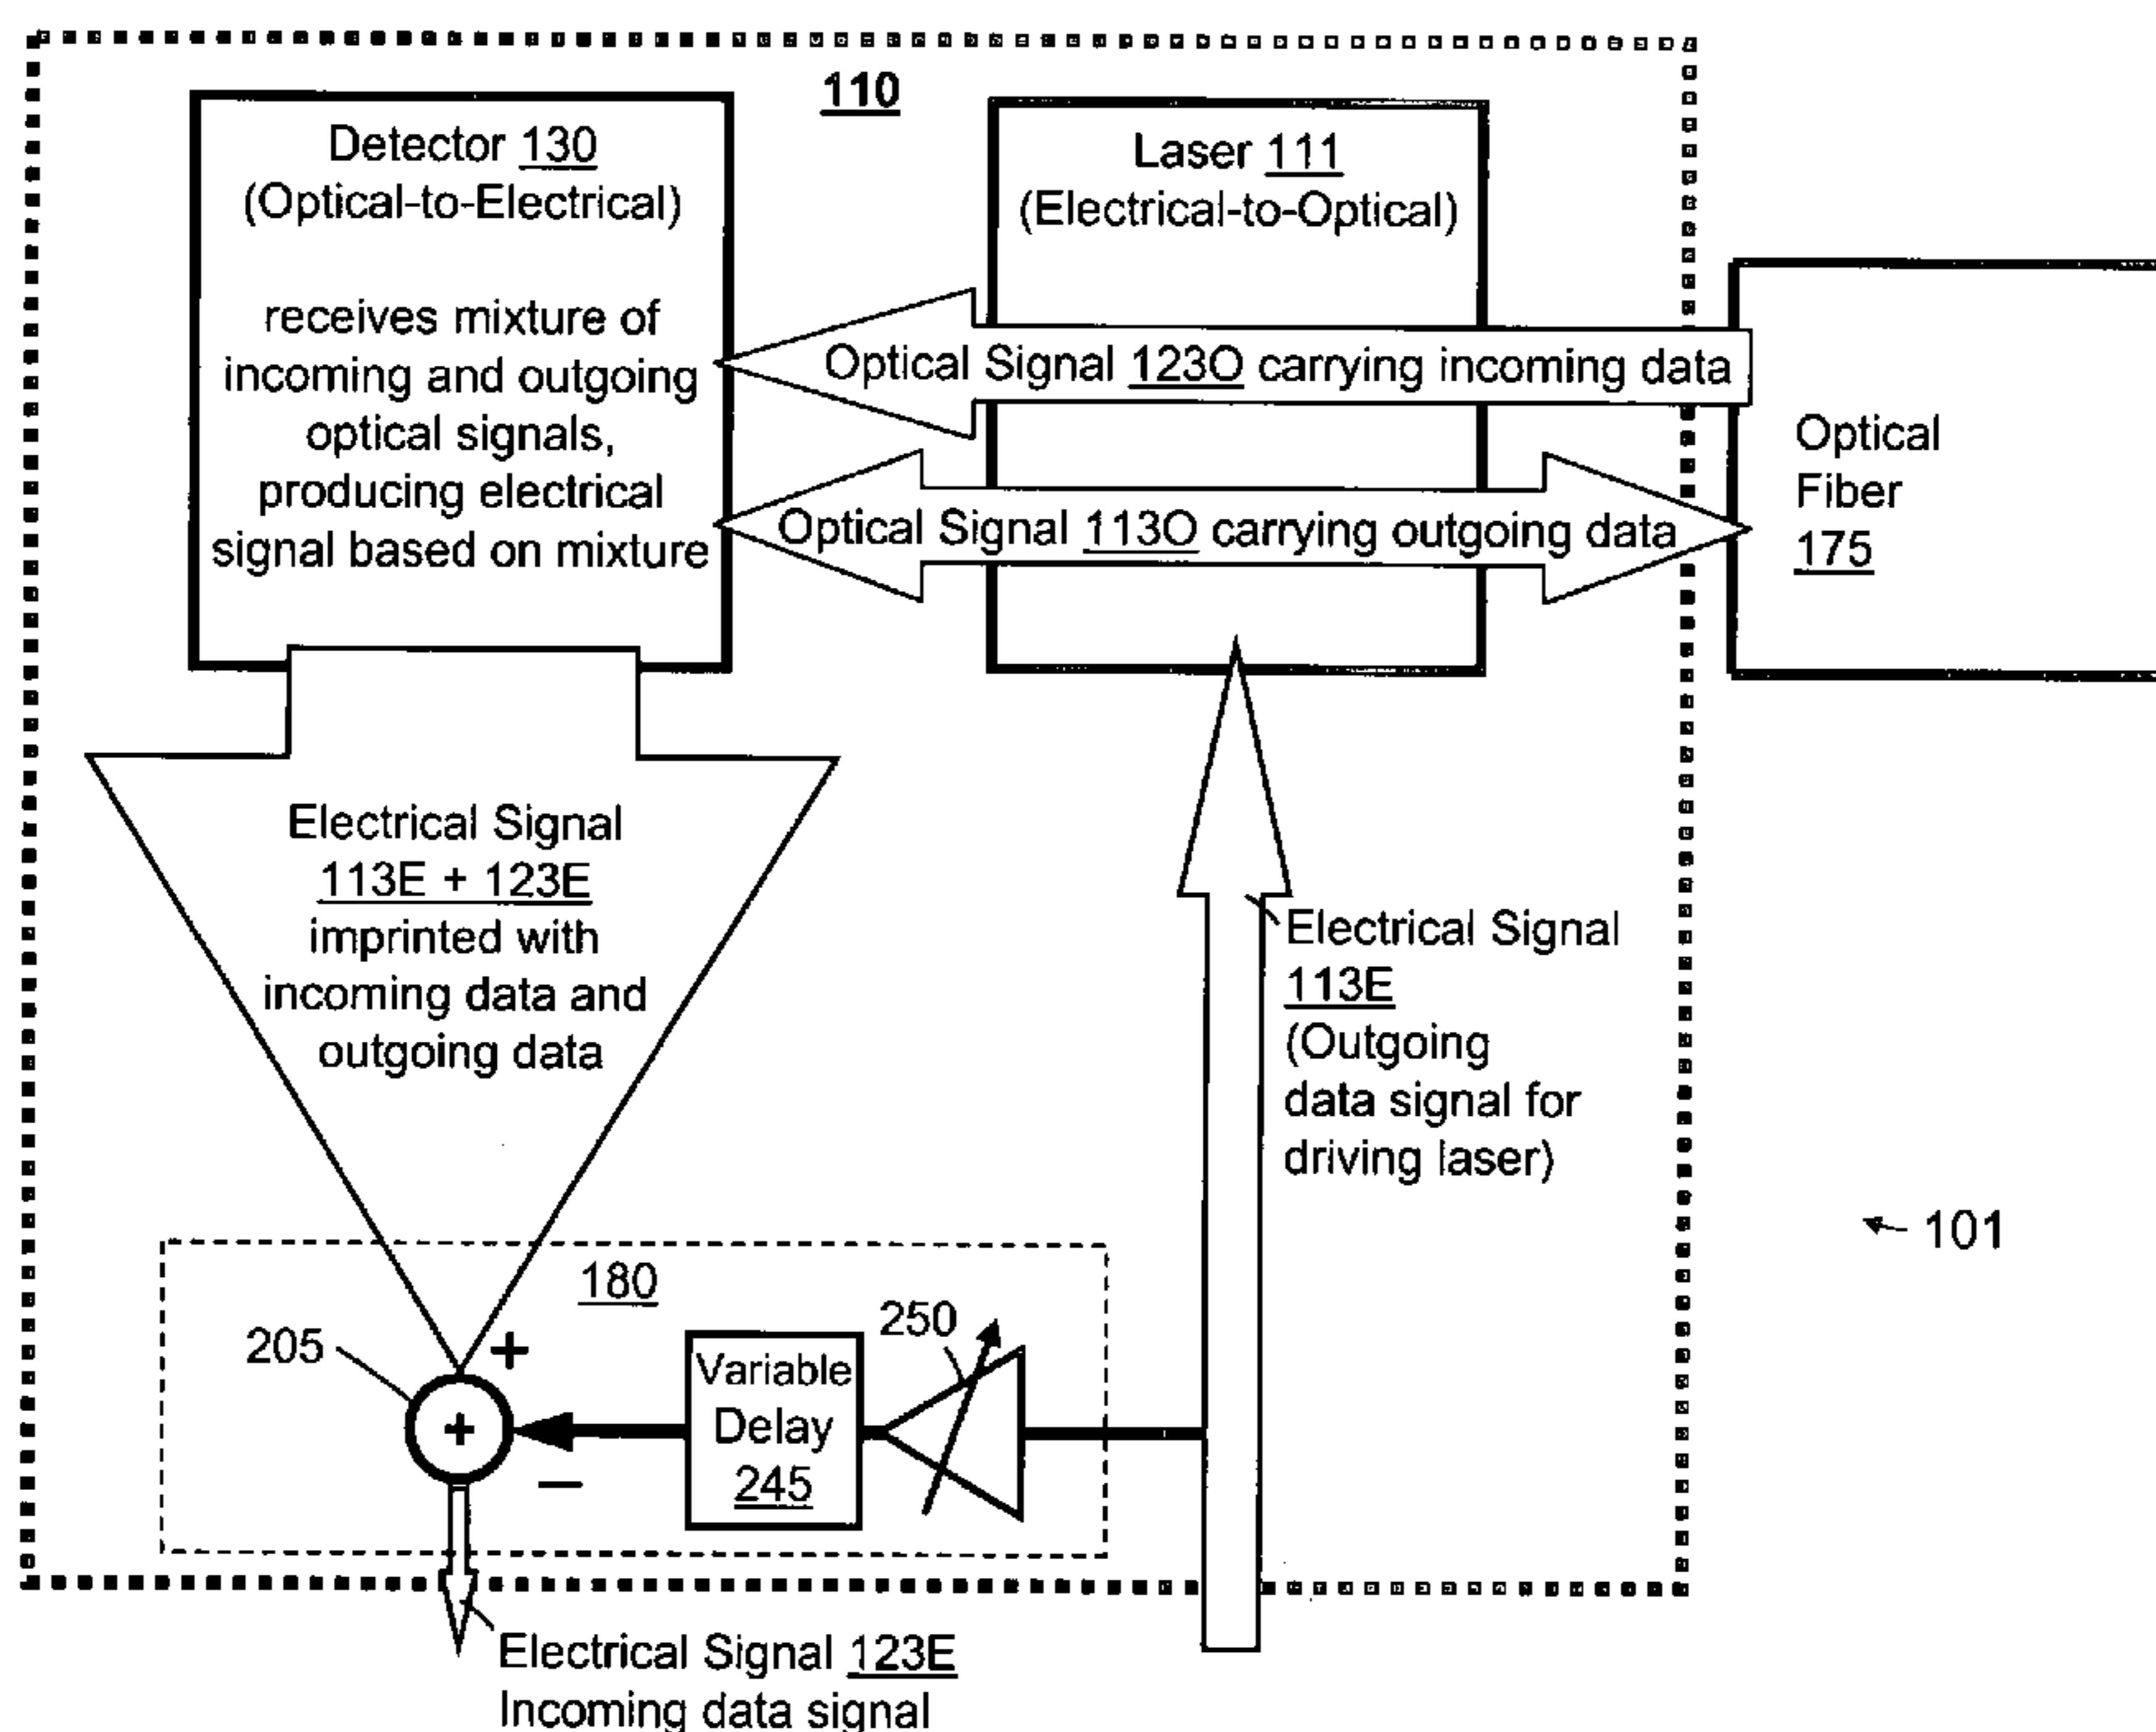 110
Detector 130
(Optical-to-Electrical)
receives mixture of
incoming and outgoing
optical signals,
producing electrical
signal based on mixture
Laser 111
(Electrical-to-Optical)
Optical Signal 123O carrying incoming data
Optical Signal 113O carrying outgoing data
Optical
Fiber
175
Electrical Signal
113E + 123E
imprinted with
incoming data and
outgoing data
Electrical Signal
113E
(Outgoing
data signal for
driving laser)
101
180
205
+
+
−
Variable
Delay
245
250
Electrical Signal 123E
Incoming data signal